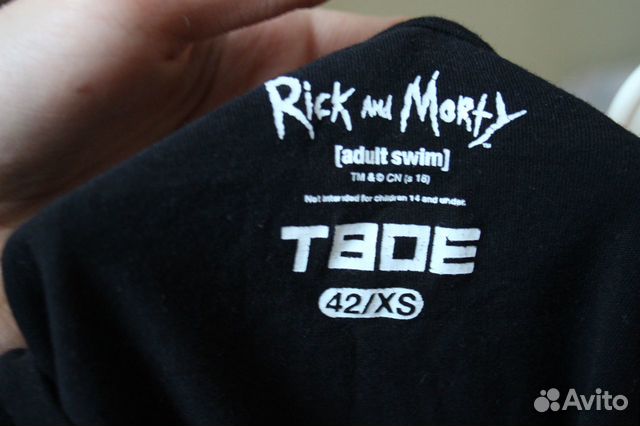 Rick and Morty
™
[adult swim]
TM & © CN (s 18)
Not intended for children 14 and under.
ТВОЕ
42/XS
Avito